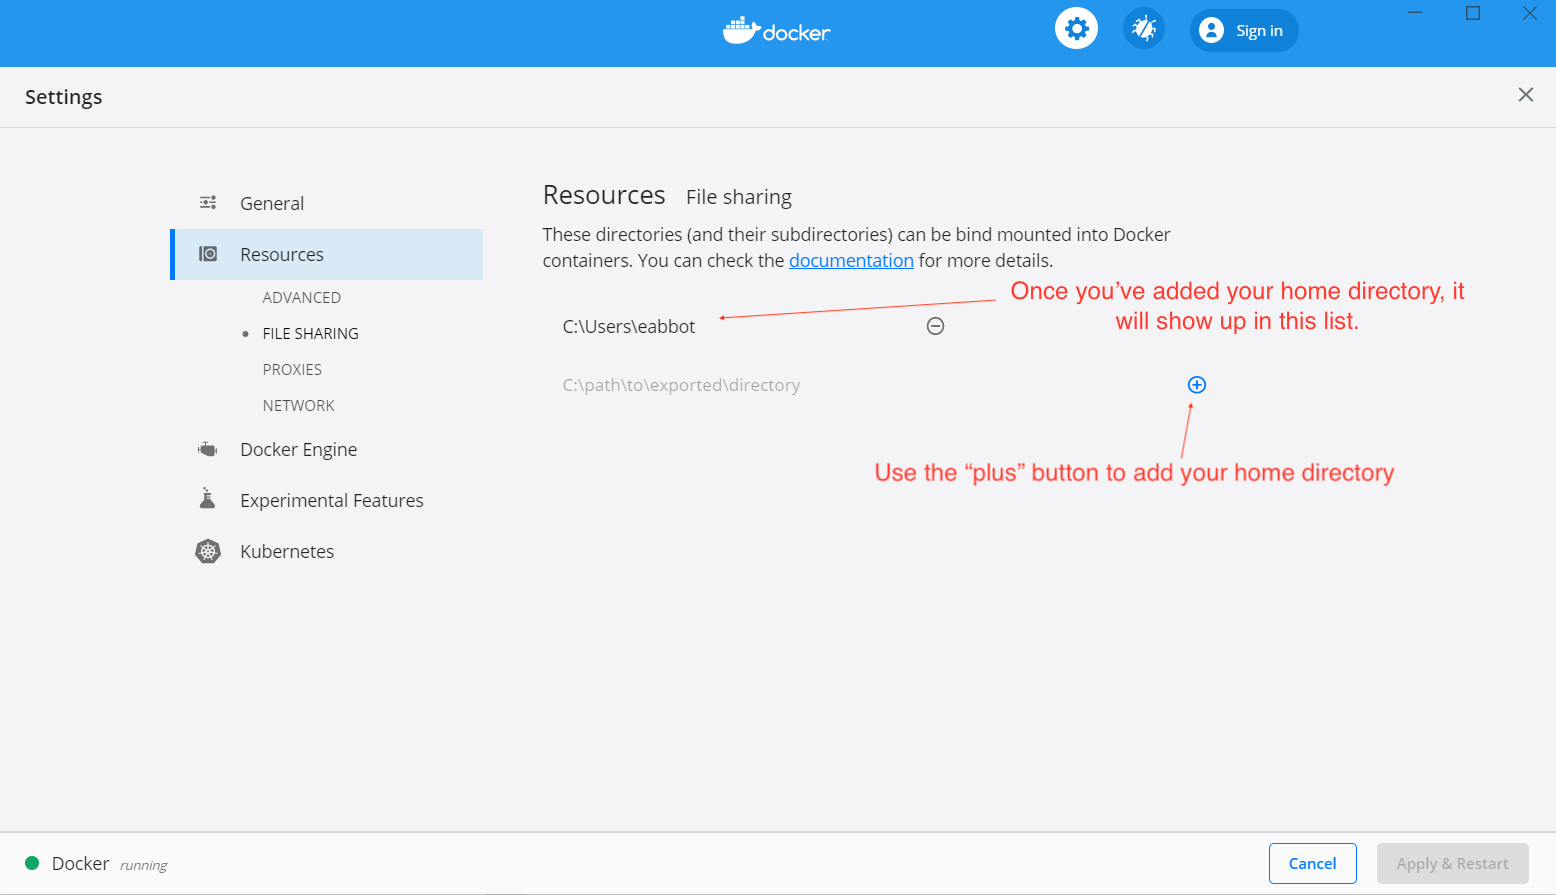 docker
Sign in
Settings
General
Resources
ADVANCED
FILE SHARING
PROXIES
NETWORK
Docker Engine
Experimental Features
Kubernetes
Resources File sharing
These directories (and their subdirectories) can be bind mounted into Docker
containers. You can check the documentation for more details.
Once you’ve added your home directory, it
will show up in this list.
C:\Users\eabbot
C:\path\to\exported\directory
Use the “plus” button to add your home directory
Docker running
Cancel
Apply & Restart